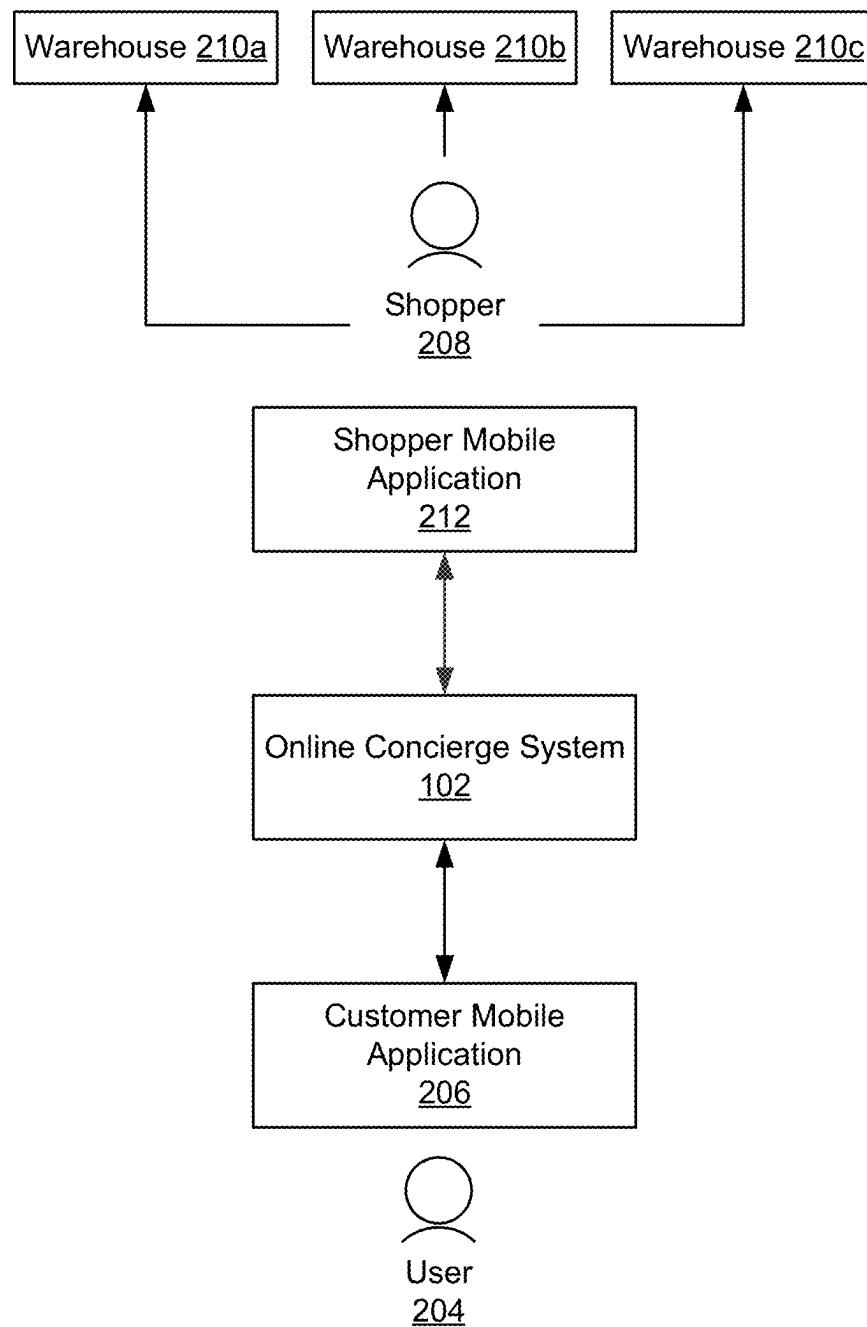 Warehouse 210a
Warehouse 210b
Warehouse 210c
Shopper
208
Shopper Mobile
Application
212
Online Concierge System
102
Customer Mobile
Application
206
User
204